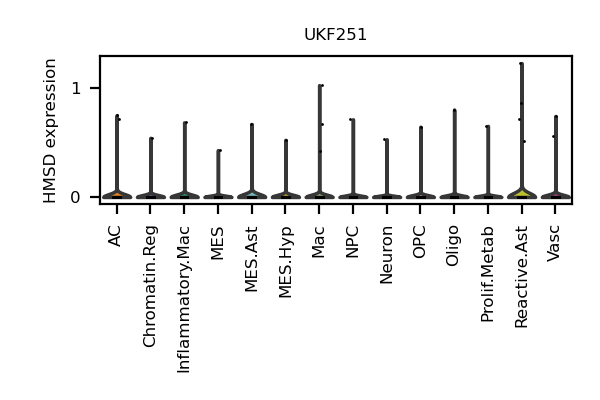 UKF251
HMSD expression
1
0
AC
Chromatin.Reg
Inflammatory.Mac
MES
MES.Ast
MES.Hyp
Mac
NPC
Neuron
OPC
Oligo
Prolif.Metab
Reactive.Ast
Vasc